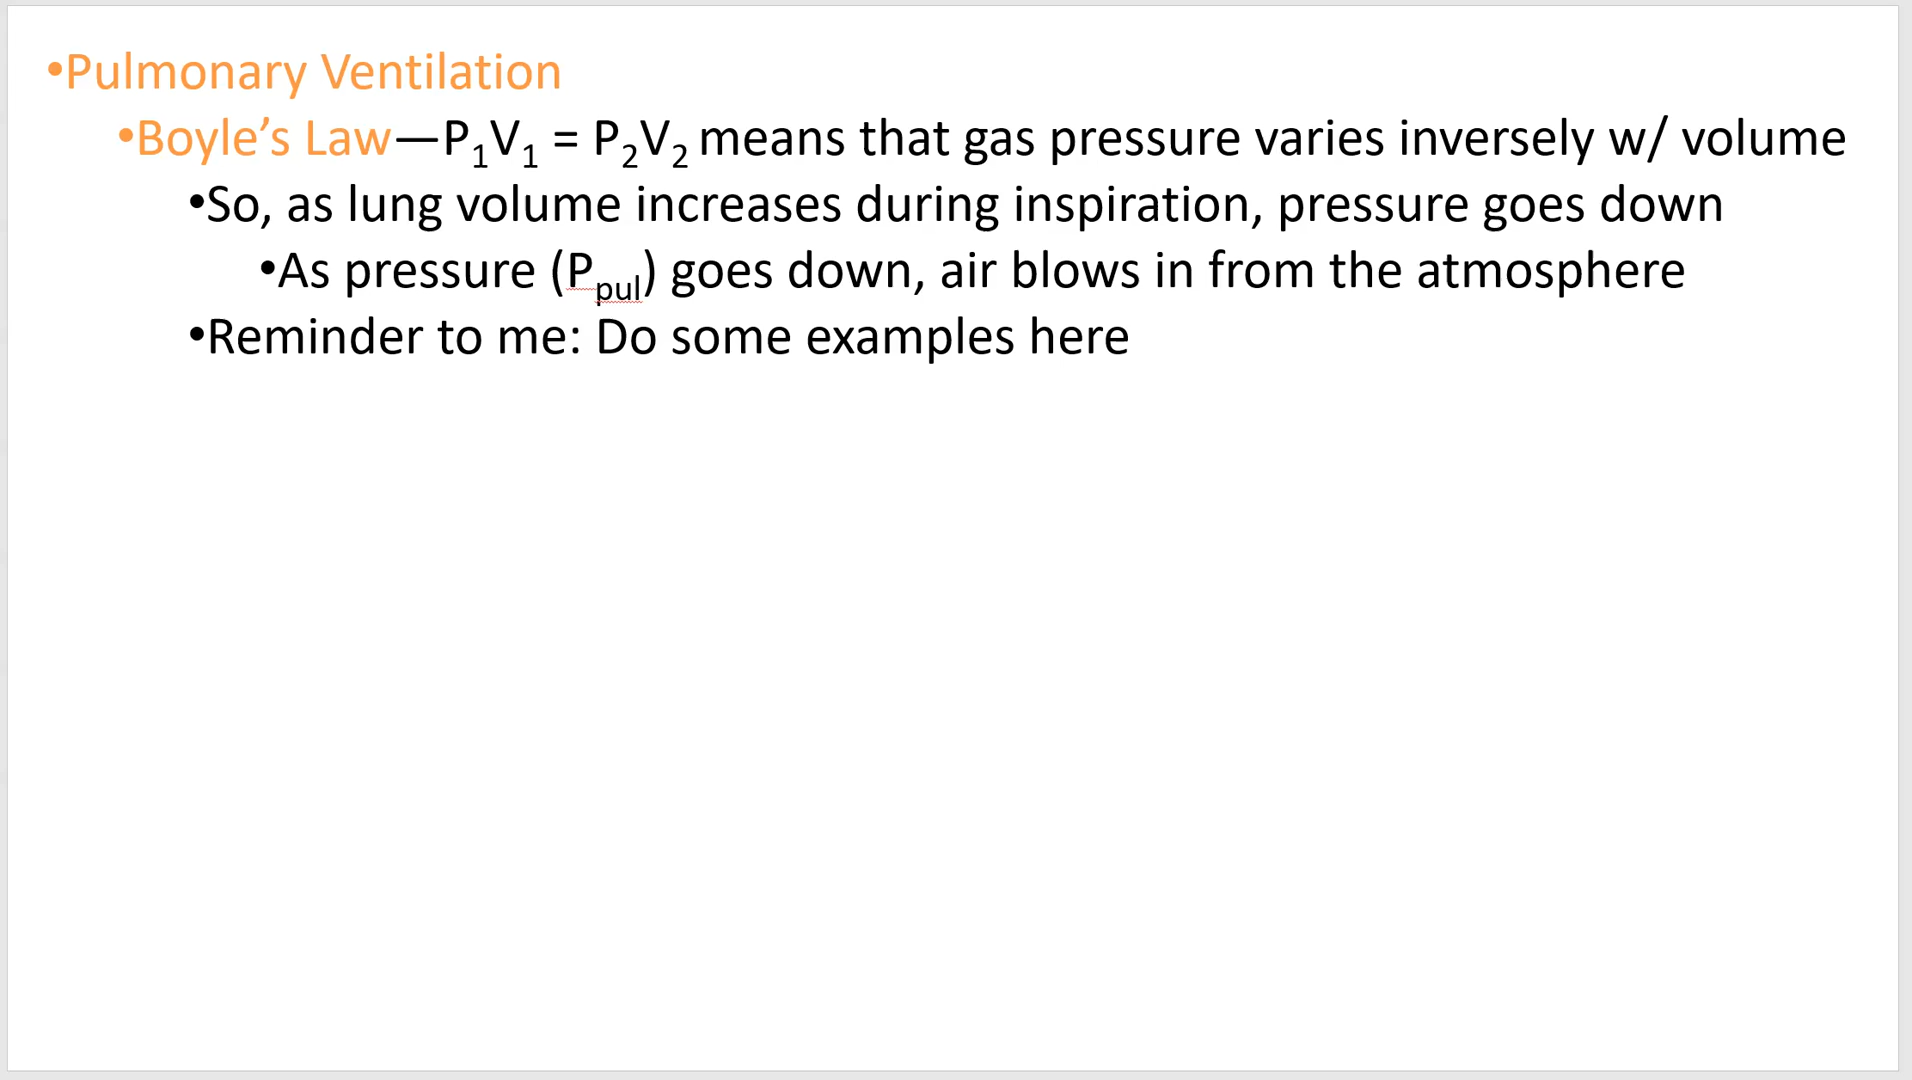 •Pulmonary Ventilation
•Boyle’s Law—P₁V₁ = P₂V₂ means that gas pressure varies inversely w/ volume
•So, as lung volume increases during inspiration, pressure goes down
•As pressure (Ppul) goes down, air blows in from the atmosphere
•Reminder to me: Do some examples here